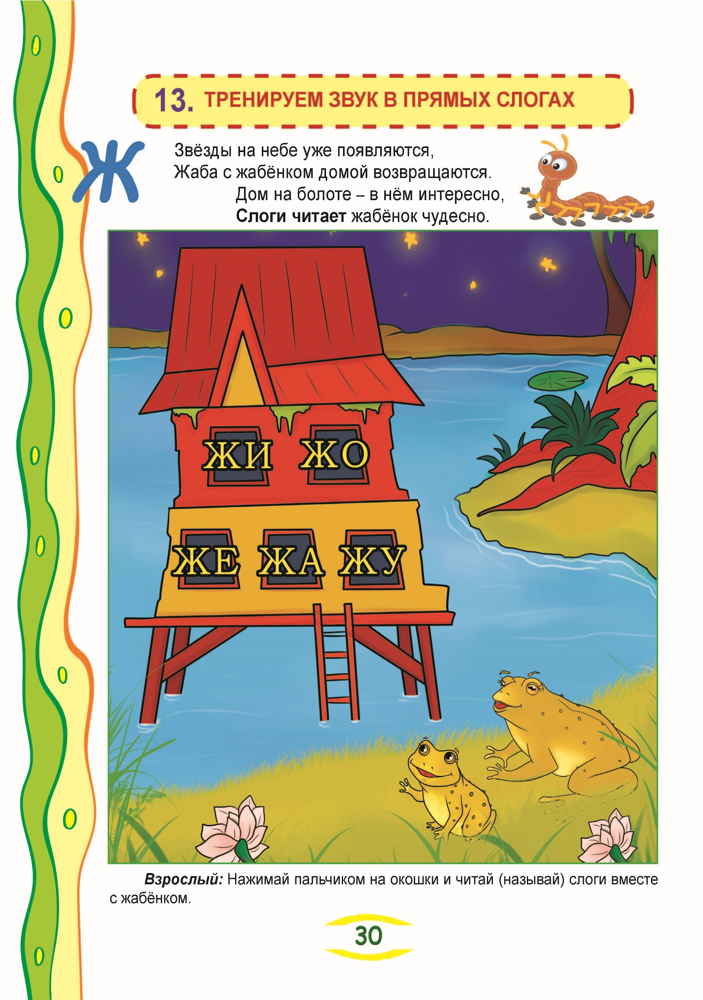 13. ТРЕНИРУЕМ ЗВУК В ПРЯМЫХ СЛОГАХ
Ж
Звёзды на небе уже появляются,
Жаба с жабёнком домой возвращаются.
Дом на болоте – в нём интересно,
Слоги читает жабёнок чудесно.
ЖИ ЖО
ЖЕ ЖА ЖУ
Взрослый: Нажимай пальчиком на окошки и читай (называй) слоги вместе
с жабёнком.
30